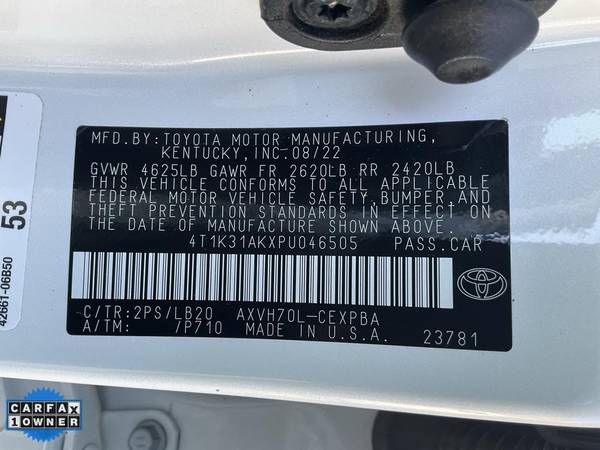 MFD.BY:TOYOTA MOTOR MANUFACTURING,
KENTUCKY,INC.08/22
GVWR 4625LB GAWR FR 2620LB RR 2420LB
THIS VEHICLE CONFORMS TO ALL APPLICABLE
FEDERAL MOTOR VEHICLE SAFETY,BUMPER,AND
THEFT PREVENTION STANDARDS IN EFFECT ON
THE DATE OF MANUFACTURE SHOWN ABOVE.
4T1K31AKXPU046505 PASS.CAR
C/TR:2PS/LB20 AXVH70L-CEXPBA
A/TM: /P710 MADE IN U.S.A. 23781
53
42661-06B50
CARFAX
1 OWNER